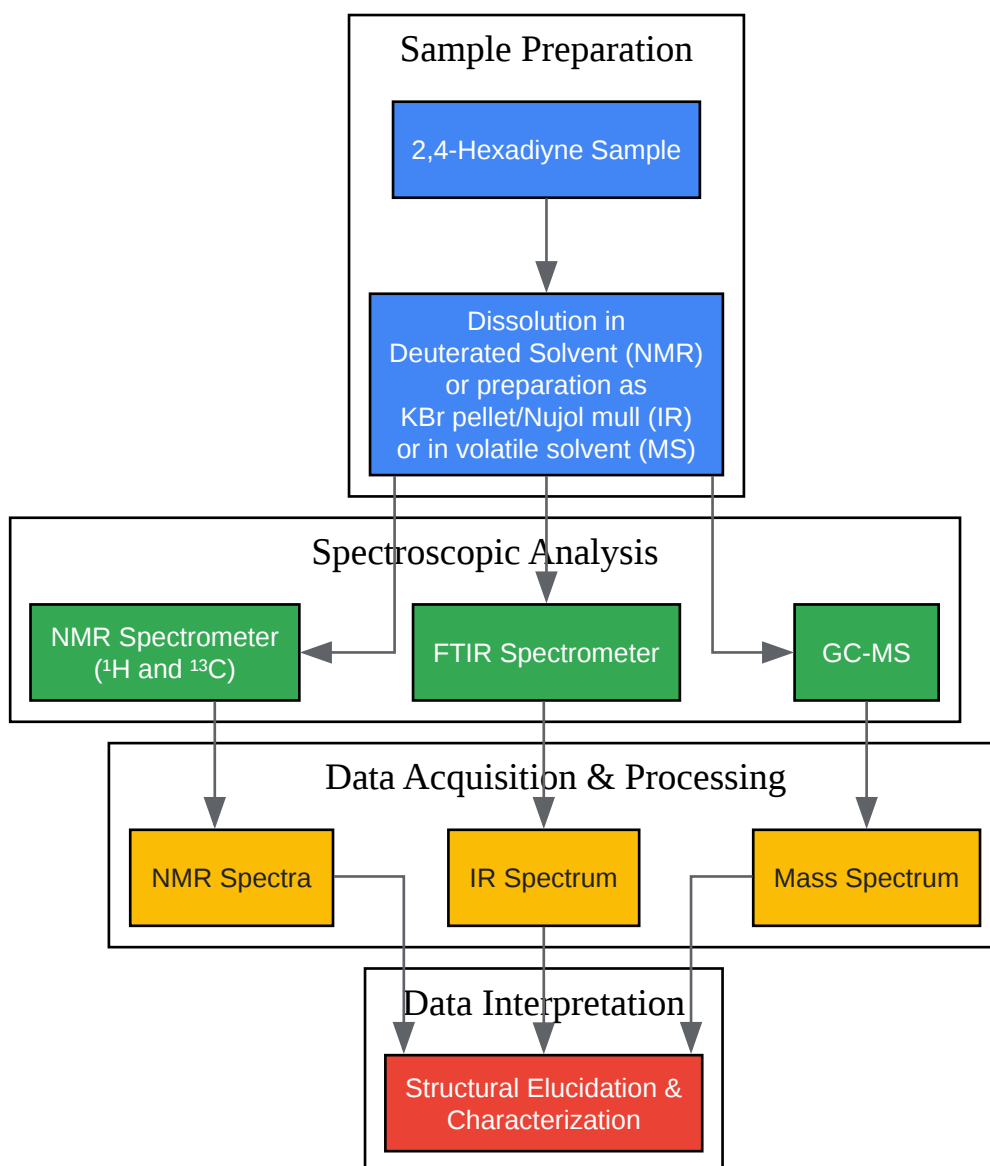 Sample Preparation
2,4-Hexadiyne Sample
Dissolution in
Deuterated Solvent (NMR)
or preparation as
KBr pellet/Nujol mull (IR)
or in volatile solvent (MS)
Spectroscopic Analysis
NMR Spectrometer
(¹H and ¹³C)
FTIR Spectrometer
GC-MS
Data Acquisition & Processing
NMR Spectra
IR Spectrum
Mass Spectrum
Data Interpretation
Structural Elucidation &
Characterization